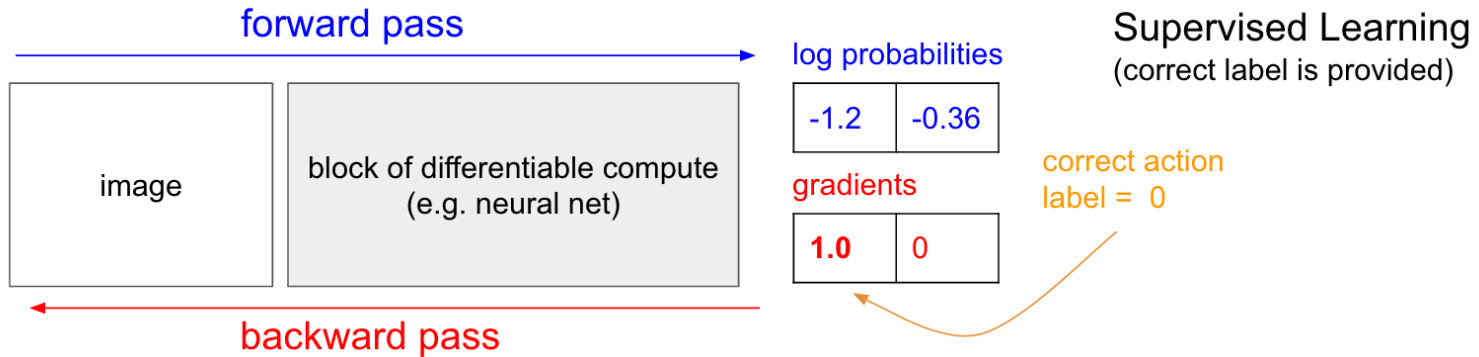 forward pass
Supervised Learning
(correct label is provided)
log probabilities
-1.2 -0.36
image
block of differentiable compute
(e.g. neural net)
gradients
1.0 0
correct action
label = 0
backward pass